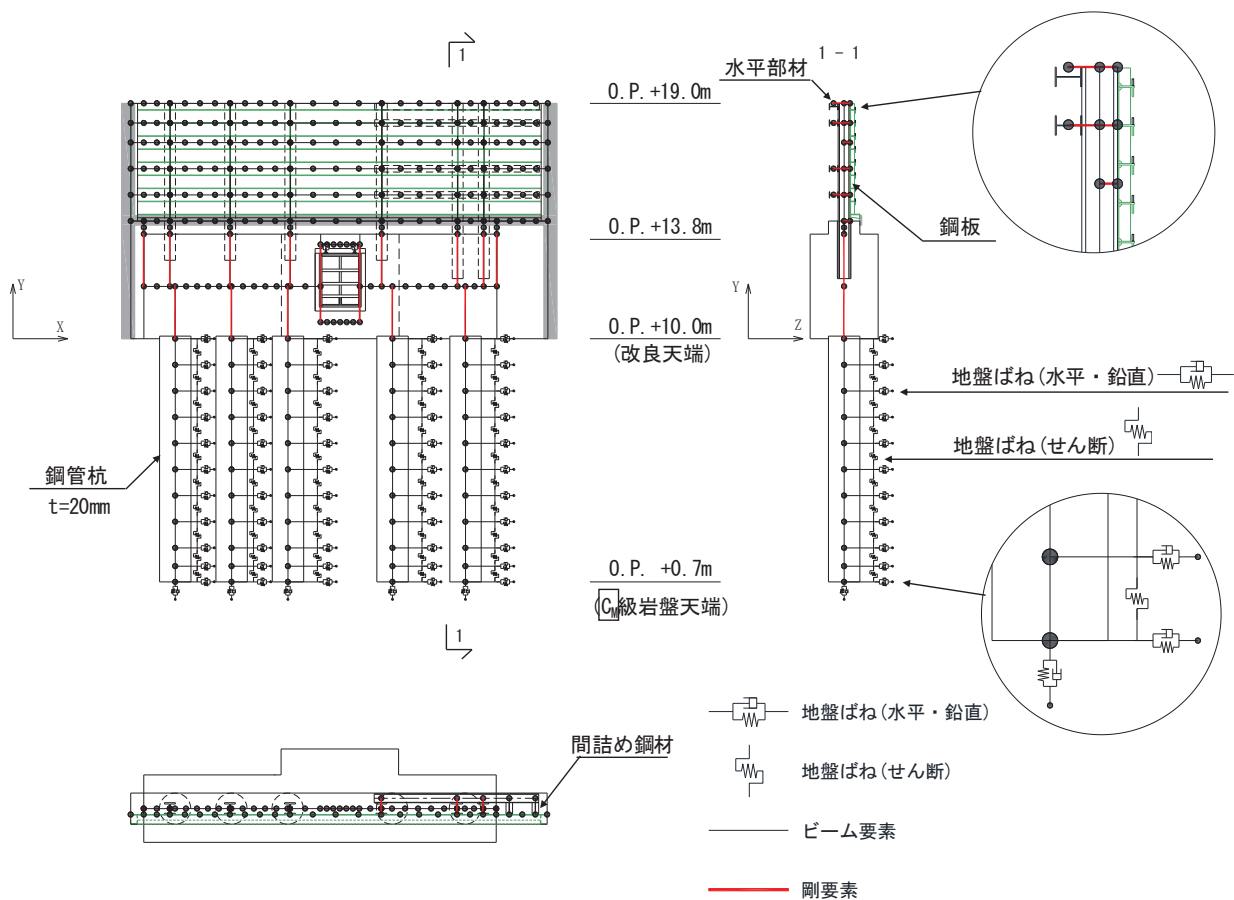 1
1 - 1
水平部材
O.P.+19.0m
O.P.+13.8m
鋼板
Y
X
Y
Z
O.P.+10.0m
(改良天端)
地盤ばね(水平・鉛直)
地盤ばね(せん断)
鋼管杭
t=20mm
O.P. +0.7m
(CM級岩盤天端)
1
地盤ばね(水平・鉛直)
間詰め鋼材
地盤ばね(せん断)
ビーム要素
剛要素